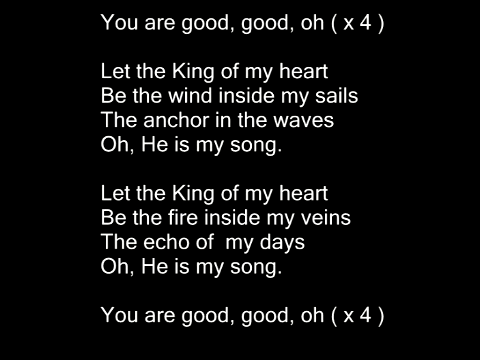 You are good, good, oh ( x 4 )
Let the King of my heart
Be the wind inside my sails
The anchor in the waves
Oh, He is my song.
Let the King of my heart
Be the fire inside my veins
The echo of  my days
Oh, He is my song.
You are good, good, oh ( x 4 )